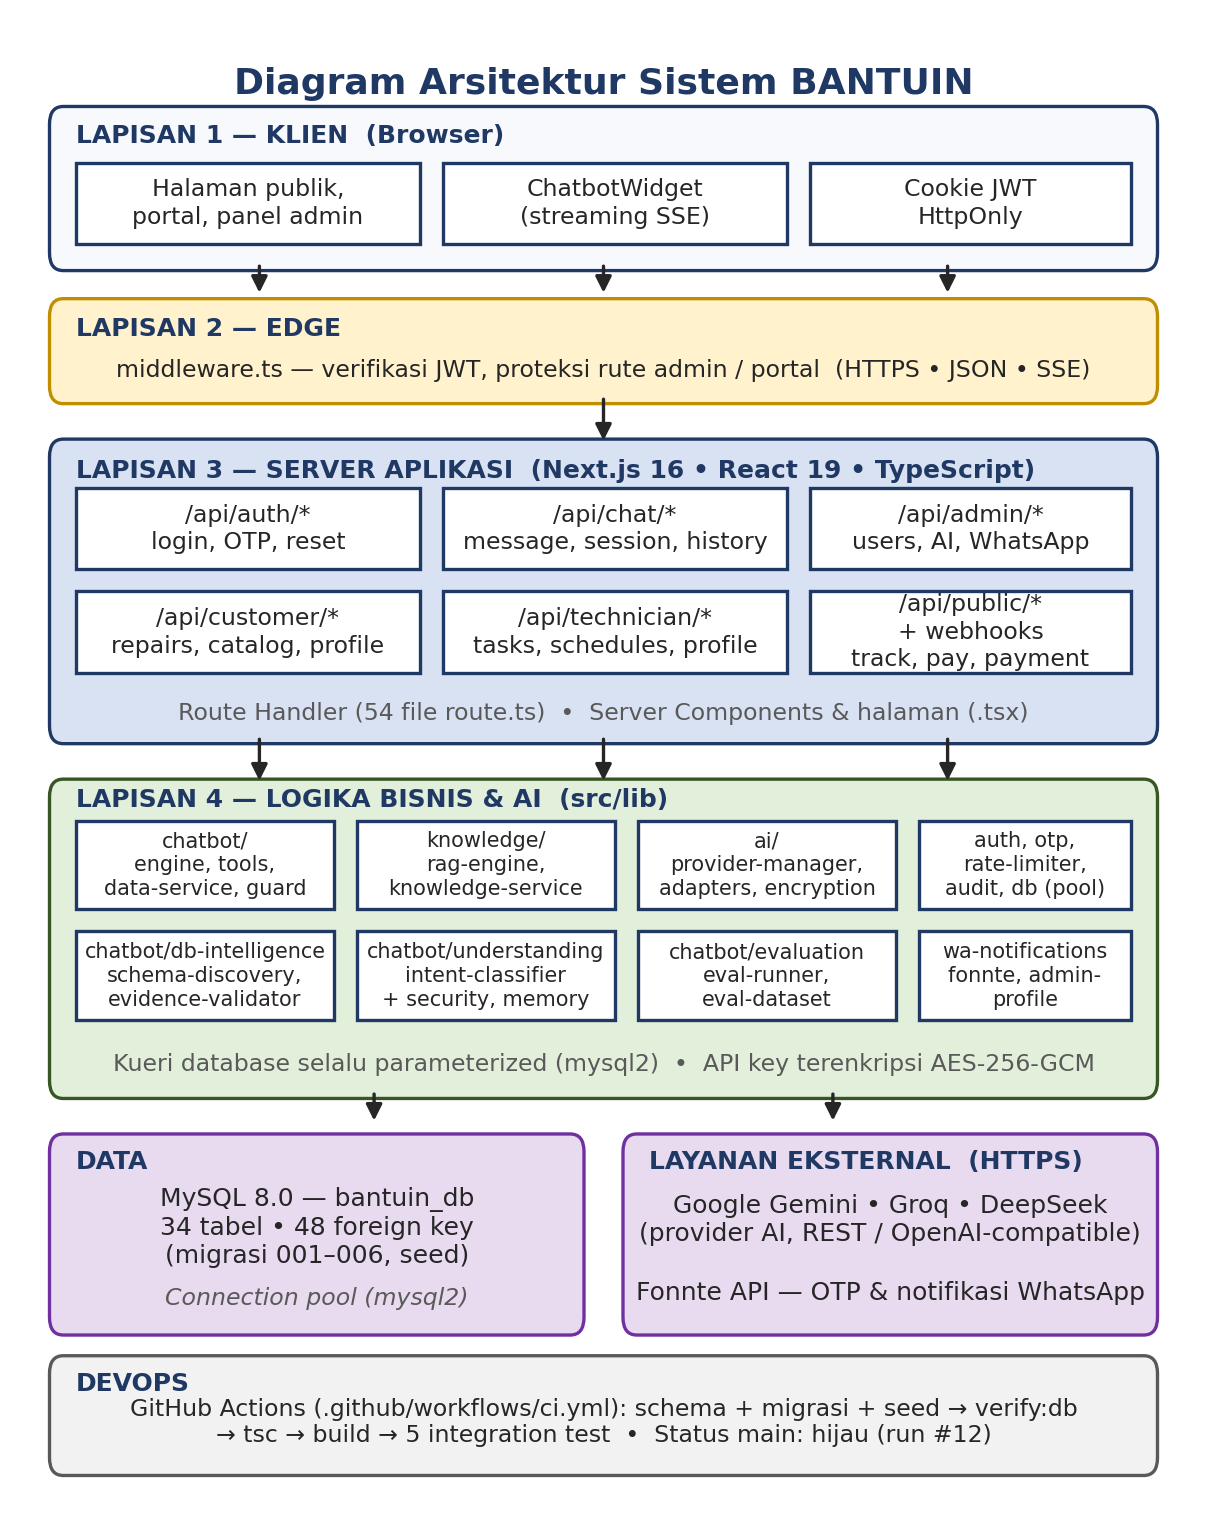 Diagram Arsitektur Sistem BANTUIN
LAPISAN 1 — KLIEN  (Browser)
Halaman publik,
portal, panel admin
ChatbotWidget
(streaming SSE)
Cookie JWT
HttpOnly
LAPISAN 2 — EDGE
middleware.ts — verifikasi JWT, proteksi rute admin / portal  (HTTPS • JSON • SSE)
LAPISAN 3 — SERVER APLIKASI  (Next.js 16 • React 19 • TypeScript)
/api/auth/*
login, OTP, reset
/api/chat/*
message, session, history
/api/admin/*
users, AI, WhatsApp
/api/customer/*
repairs, catalog, profile
/api/technician/*
tasks, schedules, profile
/api/public/*
+ webhooks
track, pay, payment
Route Handler (54 file route.ts)  •  Server Components & halaman (.tsx)
LAPISAN 4 — LOGIKA BISNIS & AI  (src/lib)
chatbot/
engine, tools,
data-service, guard
knowledge/
rag-engine,
knowledge-service
ai/
provider-manager,
adapters, encryption
auth, otp,
rate-limiter,
audit, db (pool)
chatbot/db-intelligence
schema-discovery,
evidence-validator
chatbot/understanding
intent-classifier
+ security, memory
chatbot/evaluation
eval-runner,
eval-dataset
wa-notifications
fonnte, admin-
profile
Kueri database selalu parameterized (mysql2)  •  API key terenkripsi AES-256-GCM
DATA
MySQL 8.0 — bantuin_db
34 tabel • 48 foreign key
(migrasi 001–006, seed)
Connection pool (mysql2)
LAYANAN EKSTERNAL  (HTTPS)
Google Gemini • Groq • DeepSeek
(provider AI, REST / OpenAI-compatible)
Fonnte API — OTP & notifikasi WhatsApp
DEVOPS
GitHub Actions (.github/workflows/ci.yml): schema + migrasi + seed → verify:db
→ tsc → build → 5 integration test  •  Status main: hijau (run #12)